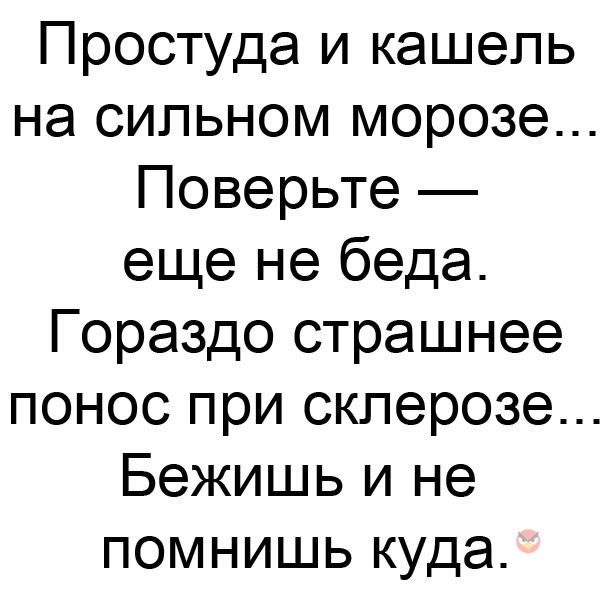 Простуда и кашель
на сильном морозе...
Поверьте —
еще не беда.
Гораздо страшнее
понос при склерозе...
Бежишь и не
помнишь куда.